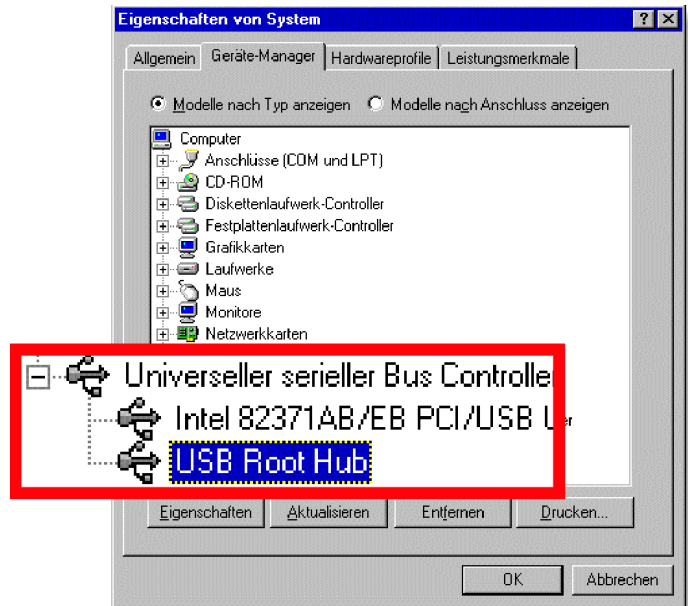 Eigenschaften von System
Allgemein Geräte-Manager Hardwareprofile Leistungsmerkmale
Modelle nach Typ anzeigen Modelle nach Anschluss anzeigen
Computer
Anschlüsse (COM und LPT)
CD-ROM
Diskettenlaufwerk-Controller
Festplattenlaufwerk-Controller
Grafikkarten
Laufwerke
Maus
Monitore
Netzwerkkarten
Universeller serieller Bus Controller
Intel 82371AB/EB PCI/USB
USB Root Hub
Eigenschaften Aktualisieren Entfernen Drucken...
OK Abbrechen